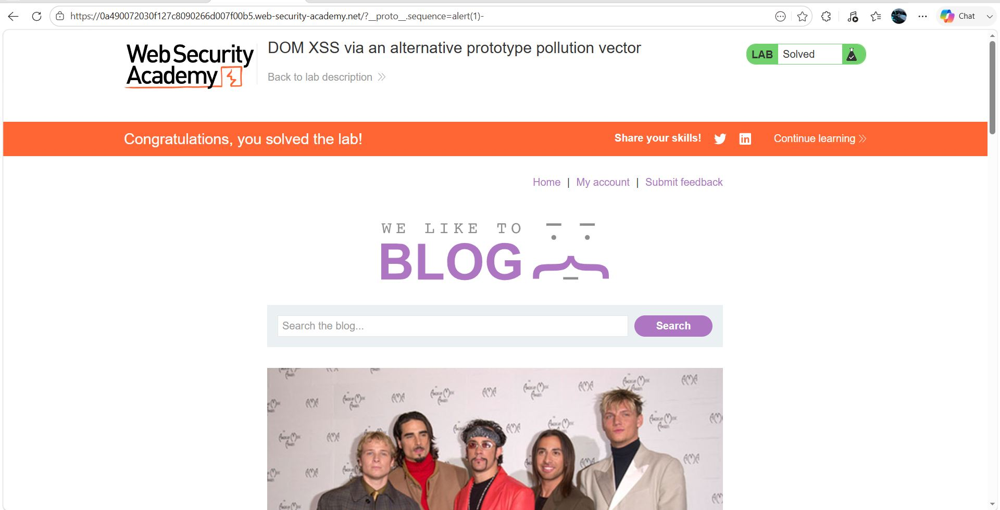 https://0a490072030f127c8090266d007f00b5.web-security-academy.net/?__proto__.sequence=alert(1)-
Chat
Web Security
Academy
DOM XSS via an alternative prototype pollution vector
Back to lab description
LAB Solved
Congratulations, you solved the lab!
Share your skills!
in
Continue learning
Home | My account | Submit feedback
WE LIKE TO
BLOG
Search the blog...
Search